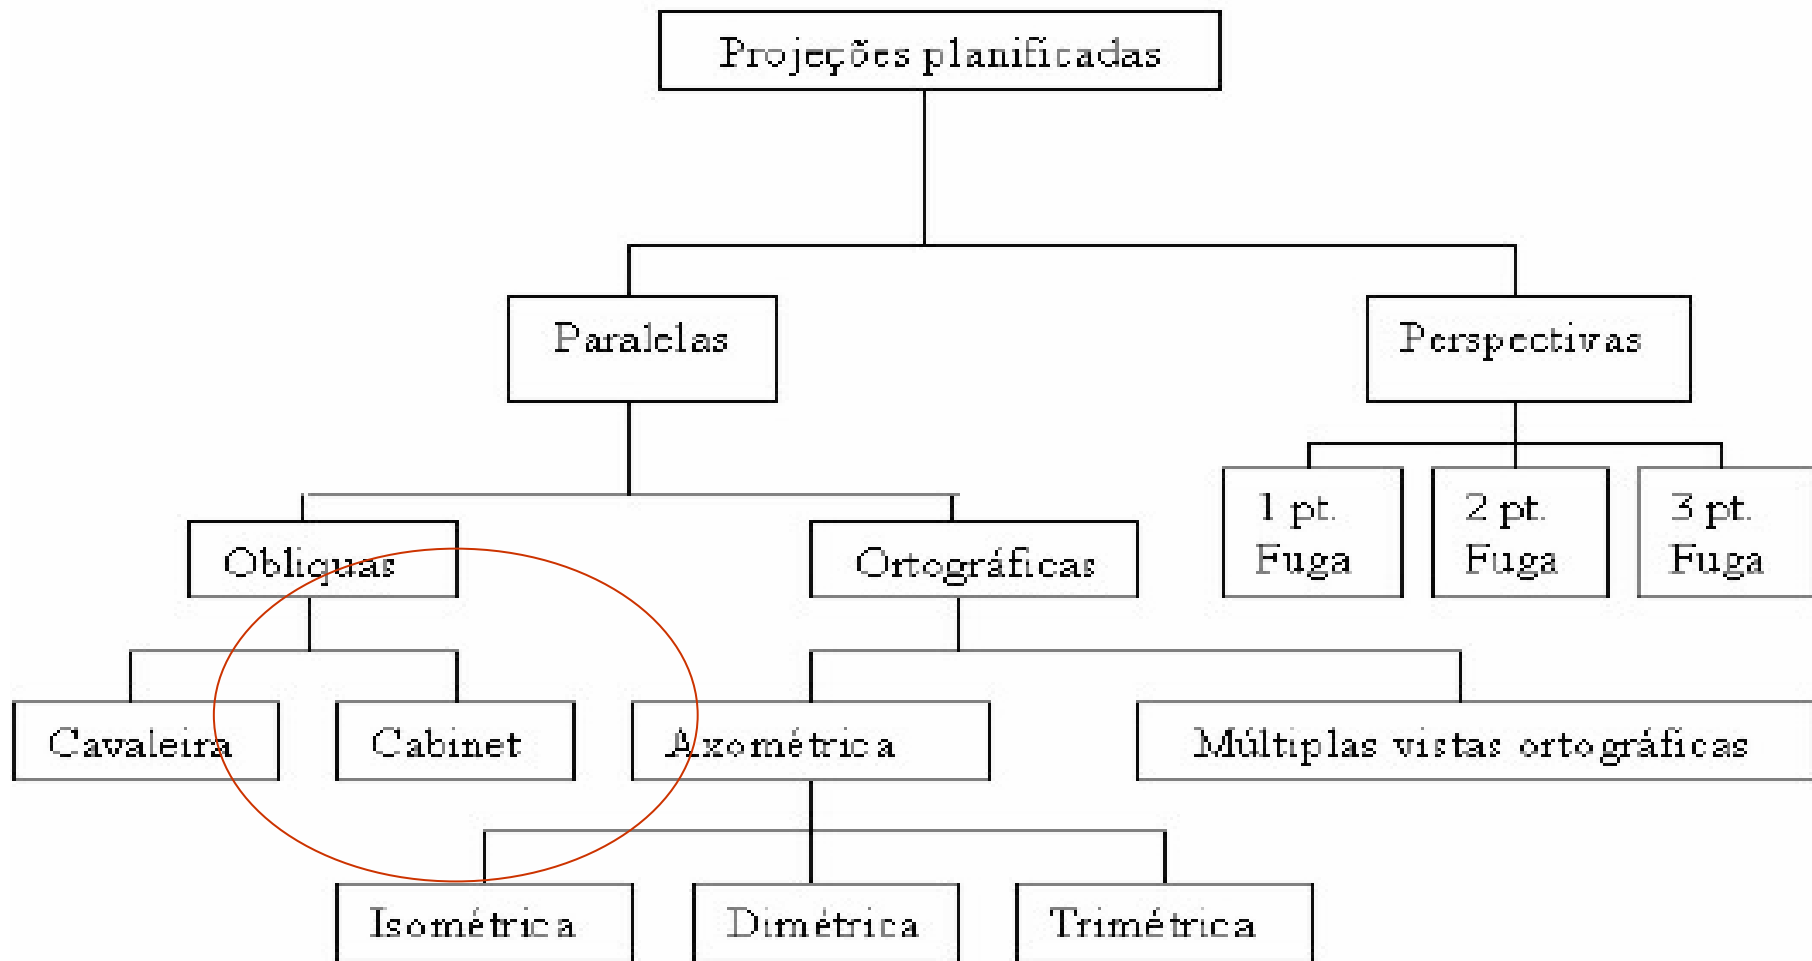 Projeções planificadas
Paralelas
Perspectivas
1 pt.
Fuga
2 pt.
Fuga
3 pt.
Fuga
Obliquas
Ortográficas
Cavaleira
Cabinet
Axométrica
Múltiplas vistas ortográficas
Isométrica
Dimétrica
Trimétrica